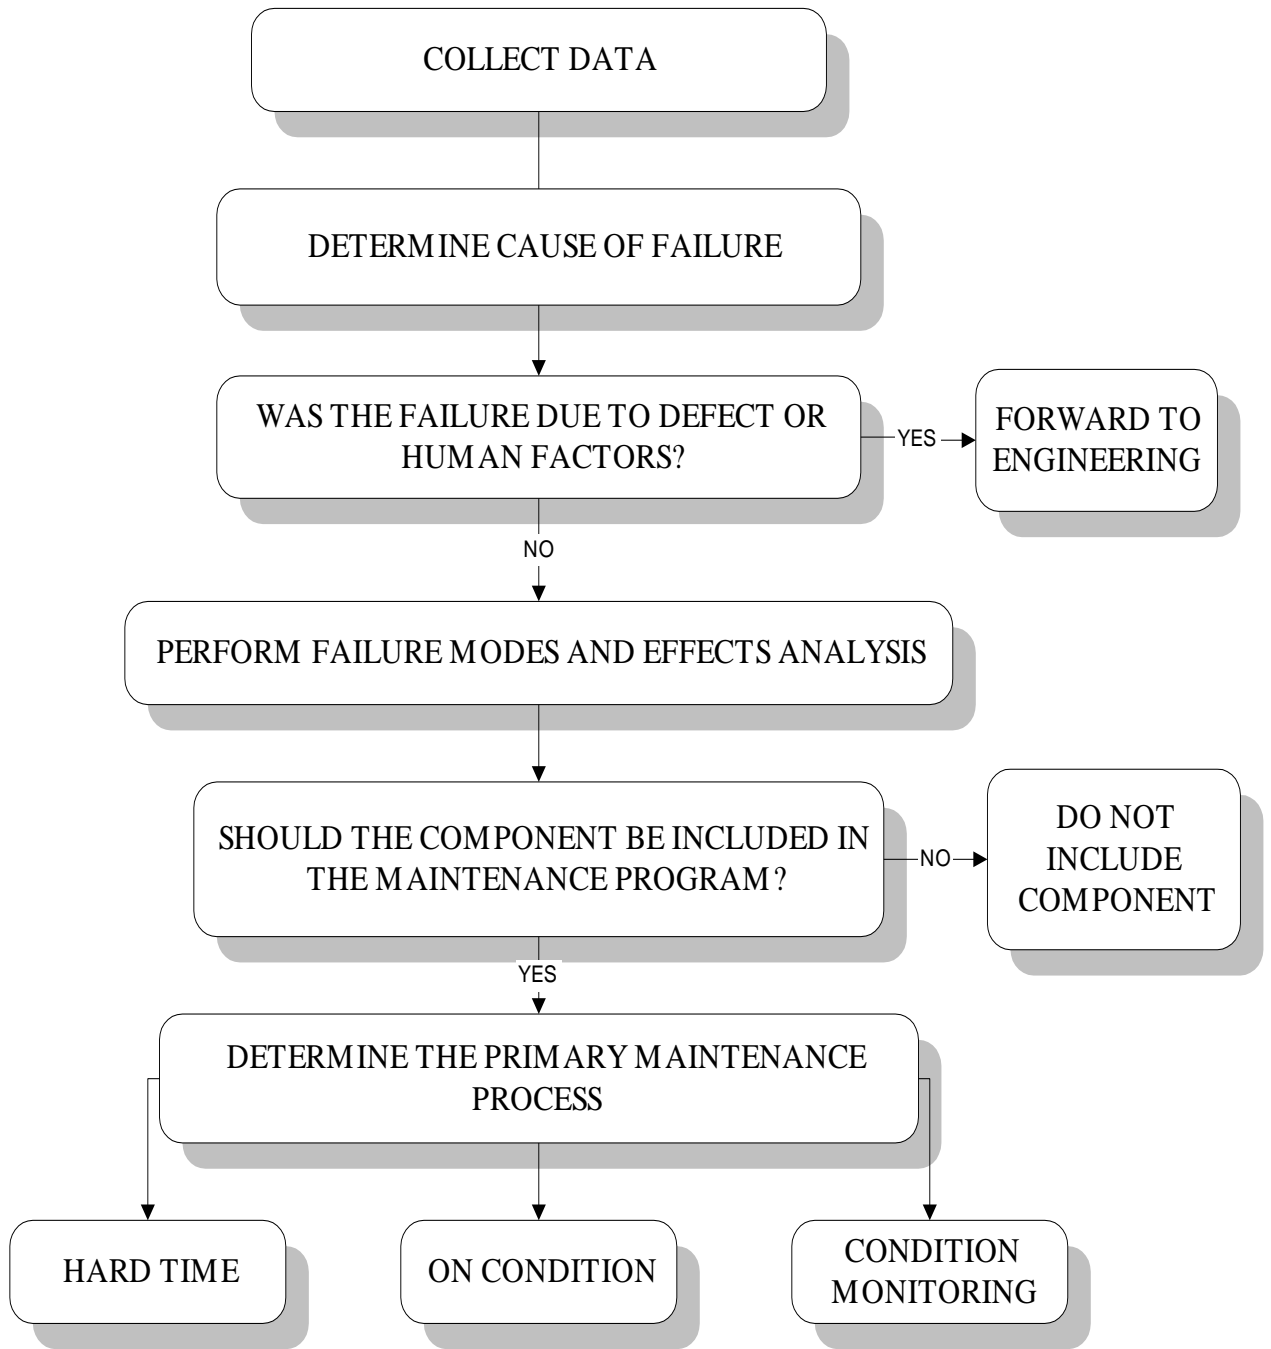 COLLECT DATA
DETERMINE CAUSE OF FAILURE
WAS THE FAILURE DUE TO DEFECT OR
HUMAN FACTORS?
YES
FORWARD TO
ENGINEERING
NO
PERFORM FAILURE MODES AND EFFECTS ANALYSIS
SHOULD THE COMPONENT BE INCLUDED IN
THE MAINTENANCE PROGRAM?
NO
DO NOT
INCLUDE
COMPONENT
YES
DETERMINE THE PRIMARY MAINTENANCE
PROCESS
HARD TIME
ON CONDITION
CONDITION
MONITORING